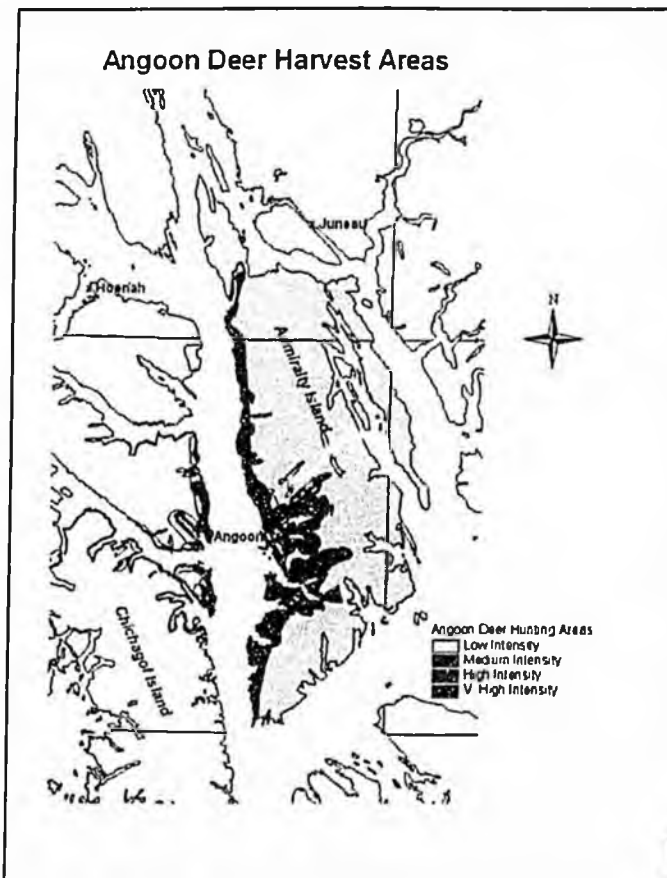 Angoon Deer Harvest Areas
Juneau
Hoonah
N
Admiralty Island
Angoon
Chichagof Island
Angoon Deer Hunting Areas
Low Intensity
Medium Intensity
High Intensity
V. High Intensity